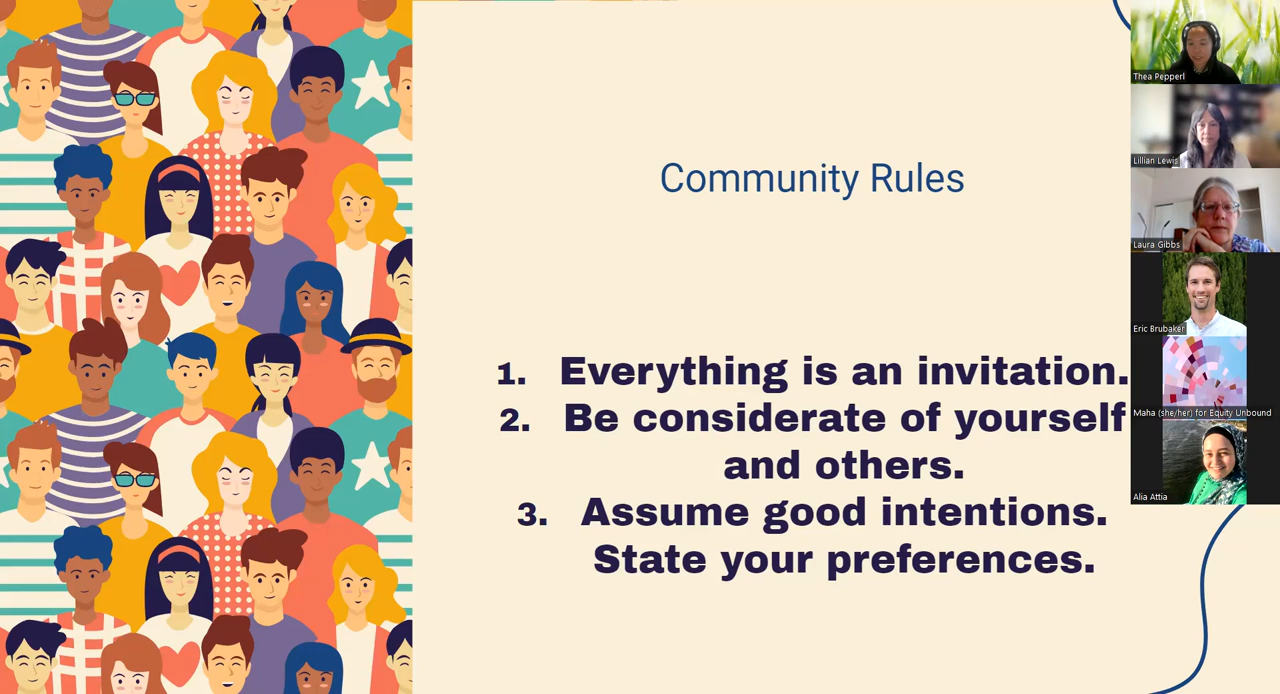 Community Rules
1. Everything is an invitation.
2. Be considerate of yourself
and others.
3. Assume good intentions.
State your preferences.
Thea Pepperl
Lillian Lewis
Laura Gibbs
Eric Brubaker
Maha (she/her) for Equity Unbound
Alia Attia